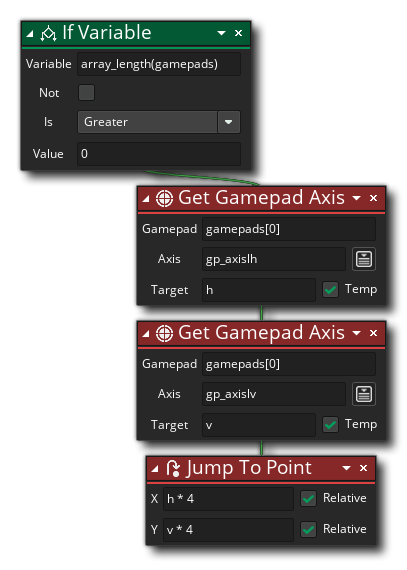 If Variable
Variable array_length(gamepads)
Not
Is Greater
Value 0
Get Gamepad Axis
Gamepad gamepads[0]
Axis gp_axislh
Target h Temp
Get Gamepad Axis
Gamepad gamepads[0]
Axis gp_axislv
Target v Temp
Jump To Point
X h * 4 Relative
Y v * 4 Relative